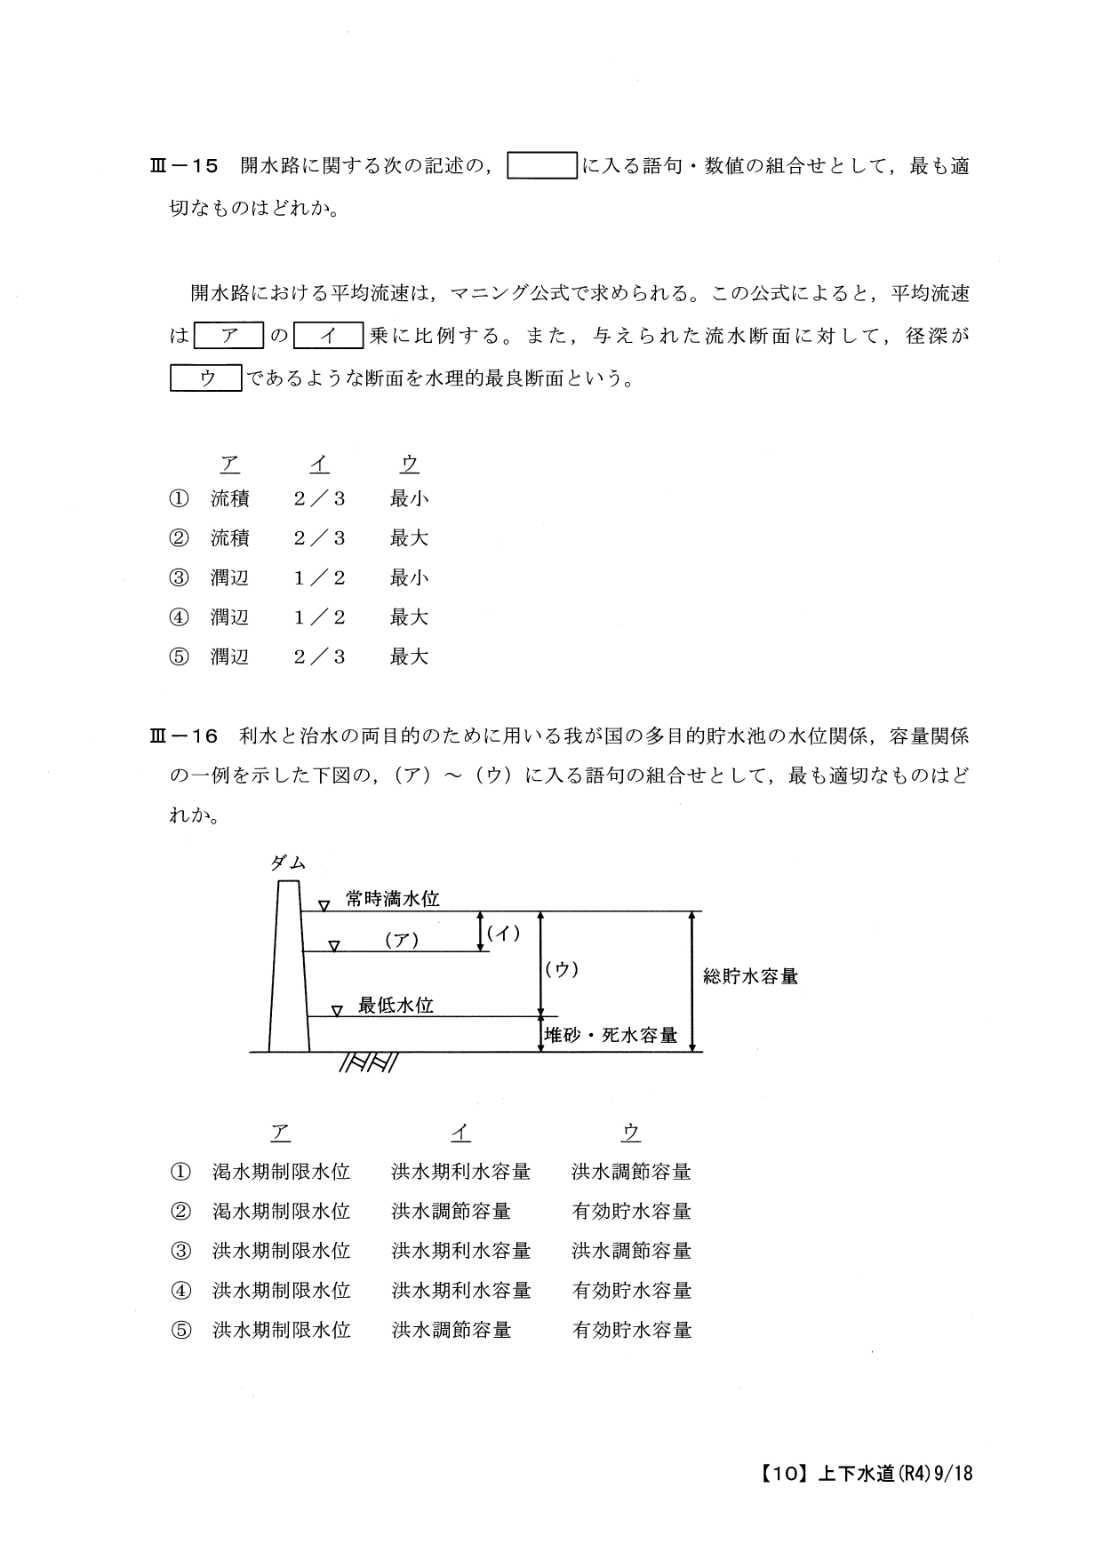 Ⅲ－15　開水路に関する次の記述の，　　　に入る語句・数値の組合せとして，最も適
切なものはどれか。
開水路における平均流速は，マニング公式で求められる。この公式によると，平均流速
は　ア　の　イ　乗に比例する。また，与えられた流水断面に対して，径深が
ウ　であるような断面を水理的最良断面という。
ア　イ　ウ
①　流積　２／３　最小
②　流積　２／３　最大
③　潤辺　１／２　最小
④　潤辺　１／２　最大
⑤　潤辺　２／３　最大
Ⅲ－16　利水と治水の両目的のために用いる我が国の多目的貯水池の水位関係，容量関係
の一例を示した下図の，（ア）～（ウ）に入る語句の組合せとして，最も適切なものはど
れか。
ダム
常時満水位
（ア）
（イ）
（ウ）
総貯水容量
最低水位
堆砂・死水容量
ア　イ　ウ
①　渇水期制限水位　洪水期利水容量　洪水調節容量
②　渇水期制限水位　洪水調節容量　有効貯水容量
③　洪水期制限水位　洪水期利水容量　洪水調節容量
④　洪水期制限水位　洪水期利水容量　有効貯水容量
⑤　洪水期制限水位　洪水調節容量　有効貯水容量
【10】上下水道(R4)9/18